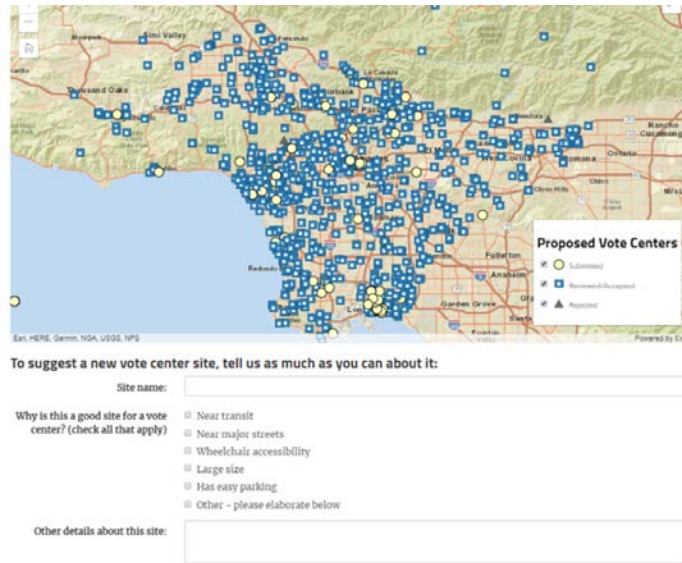 Simi Valley
La Canada
Thousand Oaks
Rancho
Cucamong
Ontario
Pomona
Chino
Chino Hills
Redondo
Fullerton
Anaheim
Garden Grove
Santa
Proposed Vote Centers
Submitted
Reviewed/Accepted
Rejected
Esri, HERE, Garmin, NGA, USGS, NPS
Powered by Es
To suggest a new vote center site, tell us as much as you can about it:
Site name:
Why is this a good site for a vote
center? (check all that apply)
Near transit
Near major streets
Wheelchair accessibility
Large size
Has easy parking
Other - please elaborate below
Other details about this site: